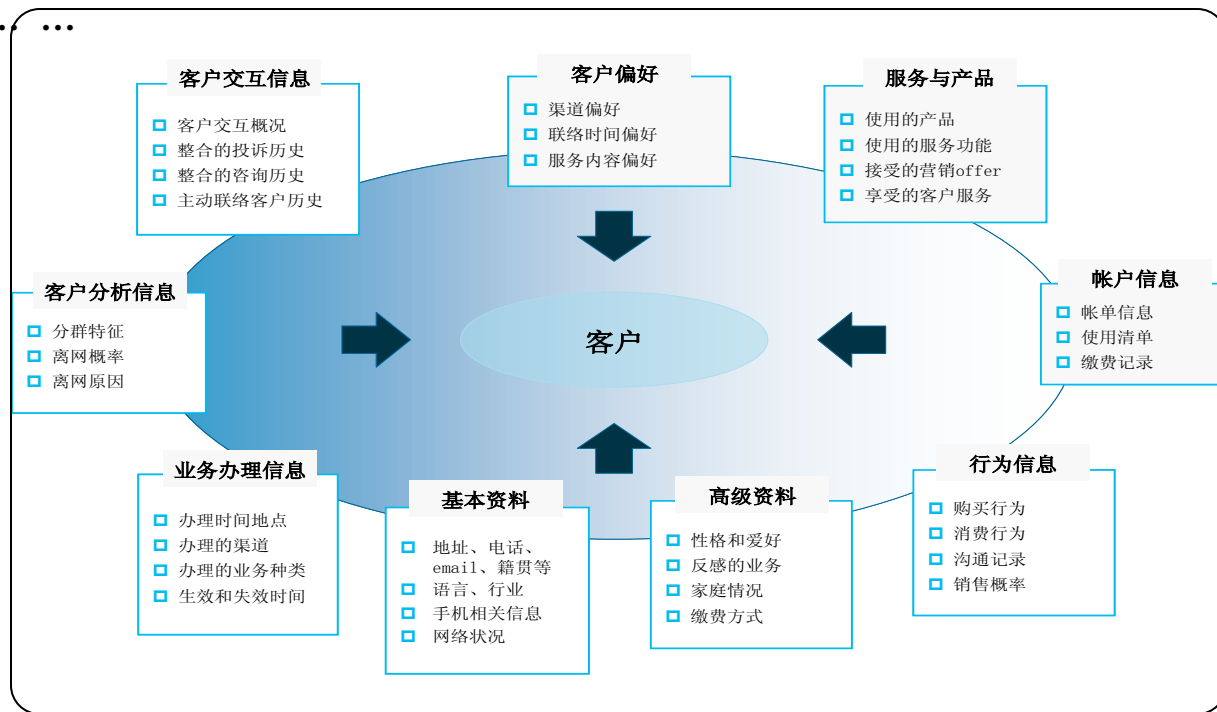 … …
客户交互信息
客户交互概况
整合的投诉历史
整合的咨询历史
主动联络客户历史
客户偏好
渠道偏好
联络时间偏好
服务内容偏好
服务与产品
使用的产品
使用的服务功能
接受的营销offer
享受的客户服务
客户分析信息
分群特征
离网概率
离网原因
客户
帐户信息
帐单信息
使用清单
缴费记录
业务办理信息
办理时间地点
办理的渠道
办理的业务种类
生效和失效时间
基本资料
地址、电话、
email、籍贯等
语言、行业
手机相关信息
网络状况
高级资料
性格和爱好
反感的业务
家庭情况
缴费方式
行为信息
购买行为
消费行为
沟通记录
销售概率